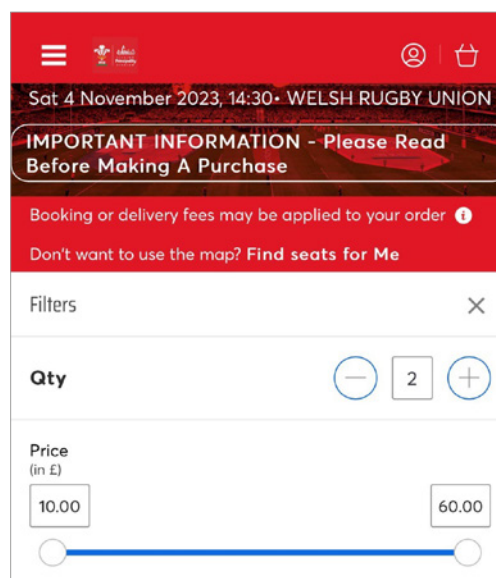 Sat 4 November 2023, 14:30• WELSH RUGBY UNION
IMPORTANT INFORMATION - Please Read
Before Making A Purchase
Booking or delivery fees may be applied to your order i
Don't want to use the map? Find seats for Me
Filters
Qty
2
Price
(in £)
10.00 60.00